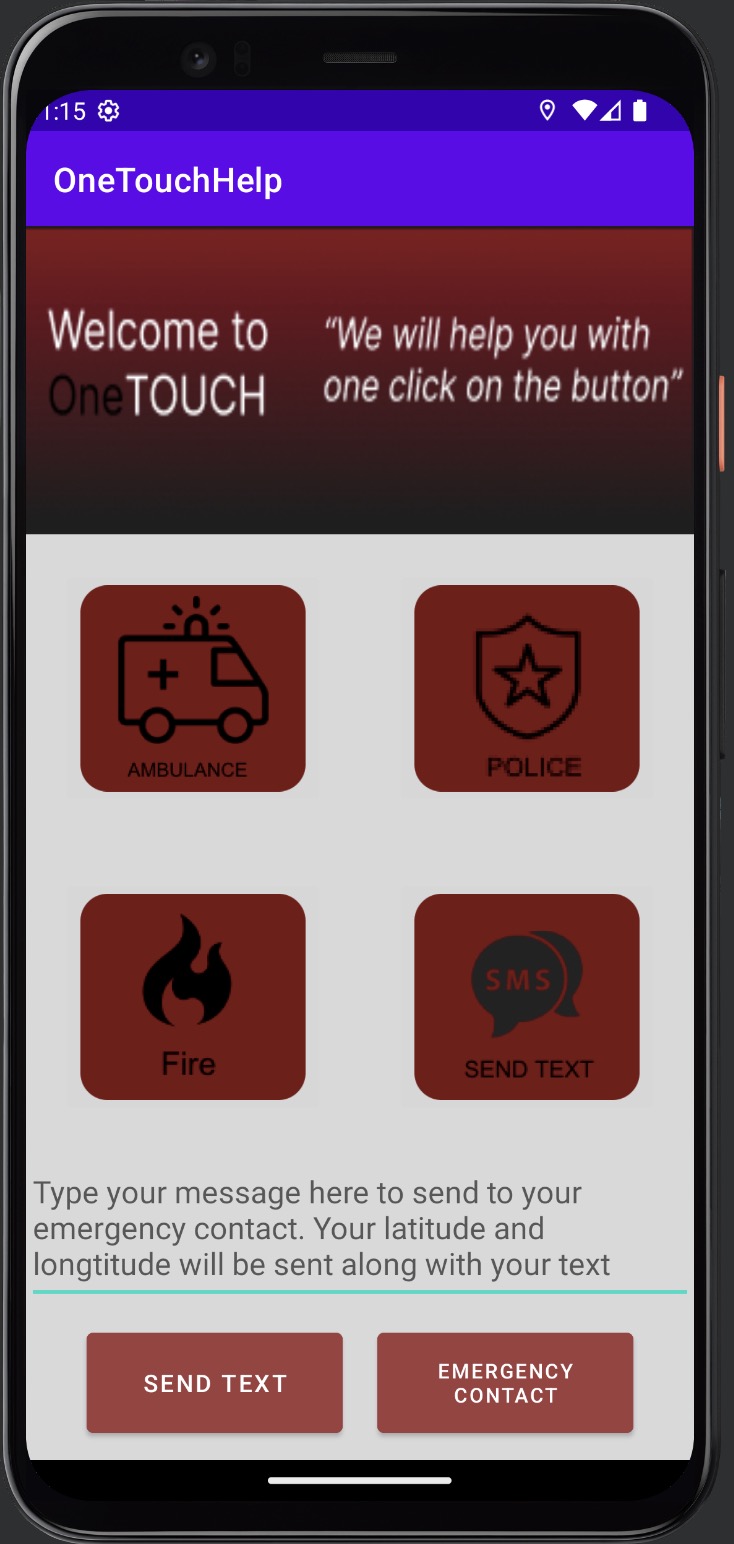 1:15
OneTouchHelp
Welcome to
OneTOUCH
“We will help you with
one click on the button”
AMBULANCE
POLICE
Fire
SMS
SEND TEXT
Type your message here to send to your
emergency contact. Your latitude and
longtitude will be sent along with your text
SEND TEXT
EMERGENCY
CONTACT